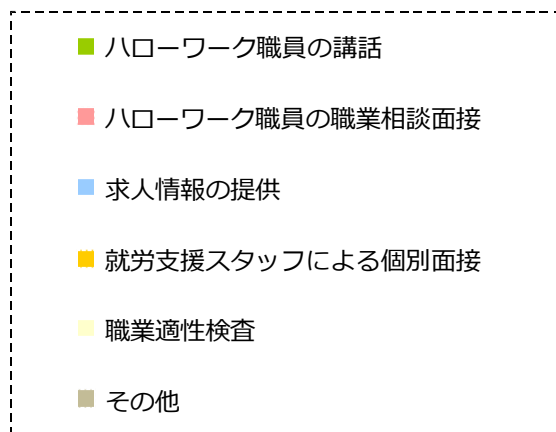 ハローワーク職員の講話
ハローワーク職員の職業相談面接
求人情報の提供
就労支援スタッフによる個別面接
職業適性検査
その他